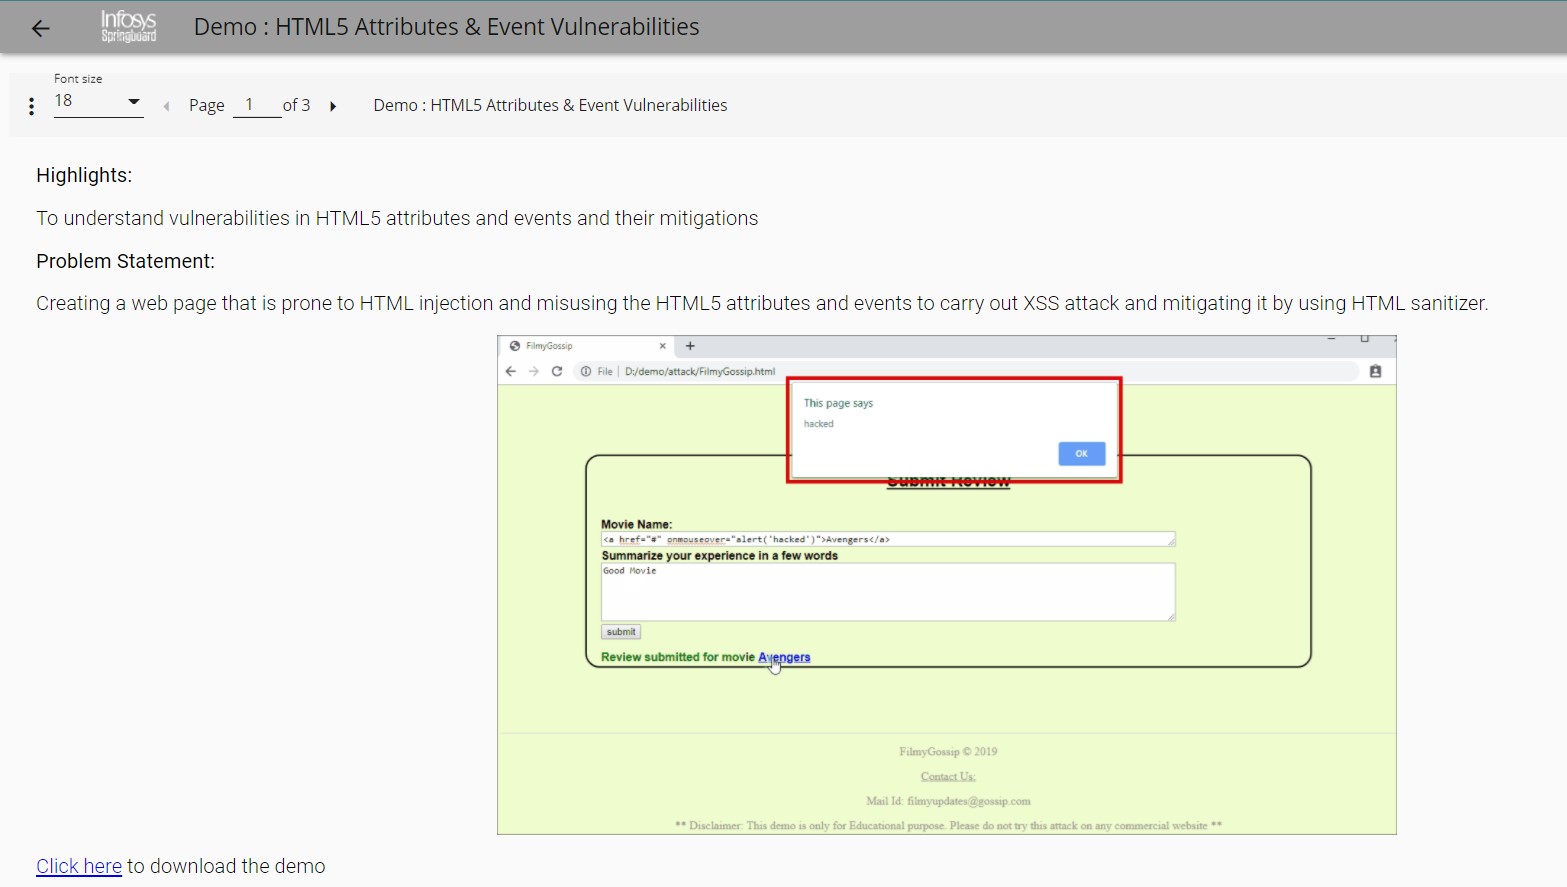 Infosys
Springboard
Demo : HTML5 Attributes & Event Vulnerabilities
Font size
18
Page 1 of 3
Demo : HTML5 Attributes & Event Vulnerabilities
Highlights:
To understand vulnerabilities in HTML5 attributes and events and their mitigations
Problem Statement:
Creating a web page that is prone to HTML injection and misusing the HTML5 attributes and events to carry out XSS attack and mitigating it by using HTML sanitizer.
FilmyGossip
File | D:/demo/attack/FilmyGossip.html
This page says
hacked
OK
Submit Review
Movie Name:
<a href="#" onmouseover="alert('hacked')">Avengers</a>
Summarize your experience in a few words
Good Movie
submit
Review submitted for movie Avengers
FilmyGossip © 2019
Contact Us:
Mail Id: filmyupdates@gossip.com
** Disclaimer: This demo is only for Educational purpose. Please do not try this attack on any commercial website **
Click here to download the demo